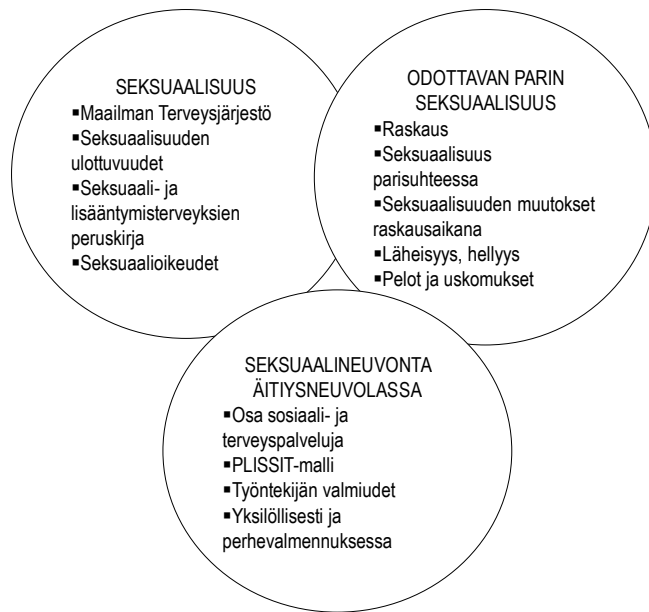 SEKSUAALISUUS
▪Maailman Terveysjärjestö
▪Seksuaalisuuden
ulottuvuudet
▪Seksuaali- ja
lisääntymisterveyksien
peruskirja
▪Seksuaalioikeudet
ODOTTAVAN PARIN
SEKSUAALISUUS
▪Raskaus
▪Seksuaalisuus
parisuhteessa
▪Seksuaalisuuden muutokset
raskausaikana
▪Läheisyys, hellyys
▪Pelot ja uskomukset
SEKSUAALINEUVONTA
ÄITIYSNEUVOLASSA
▪Osa sosiaali- ja
terveyspalveluja
▪PLISSIT-malli
▪Työntekijän valmiudet
▪Yksilöllisesti ja
perhevalmennuksessa